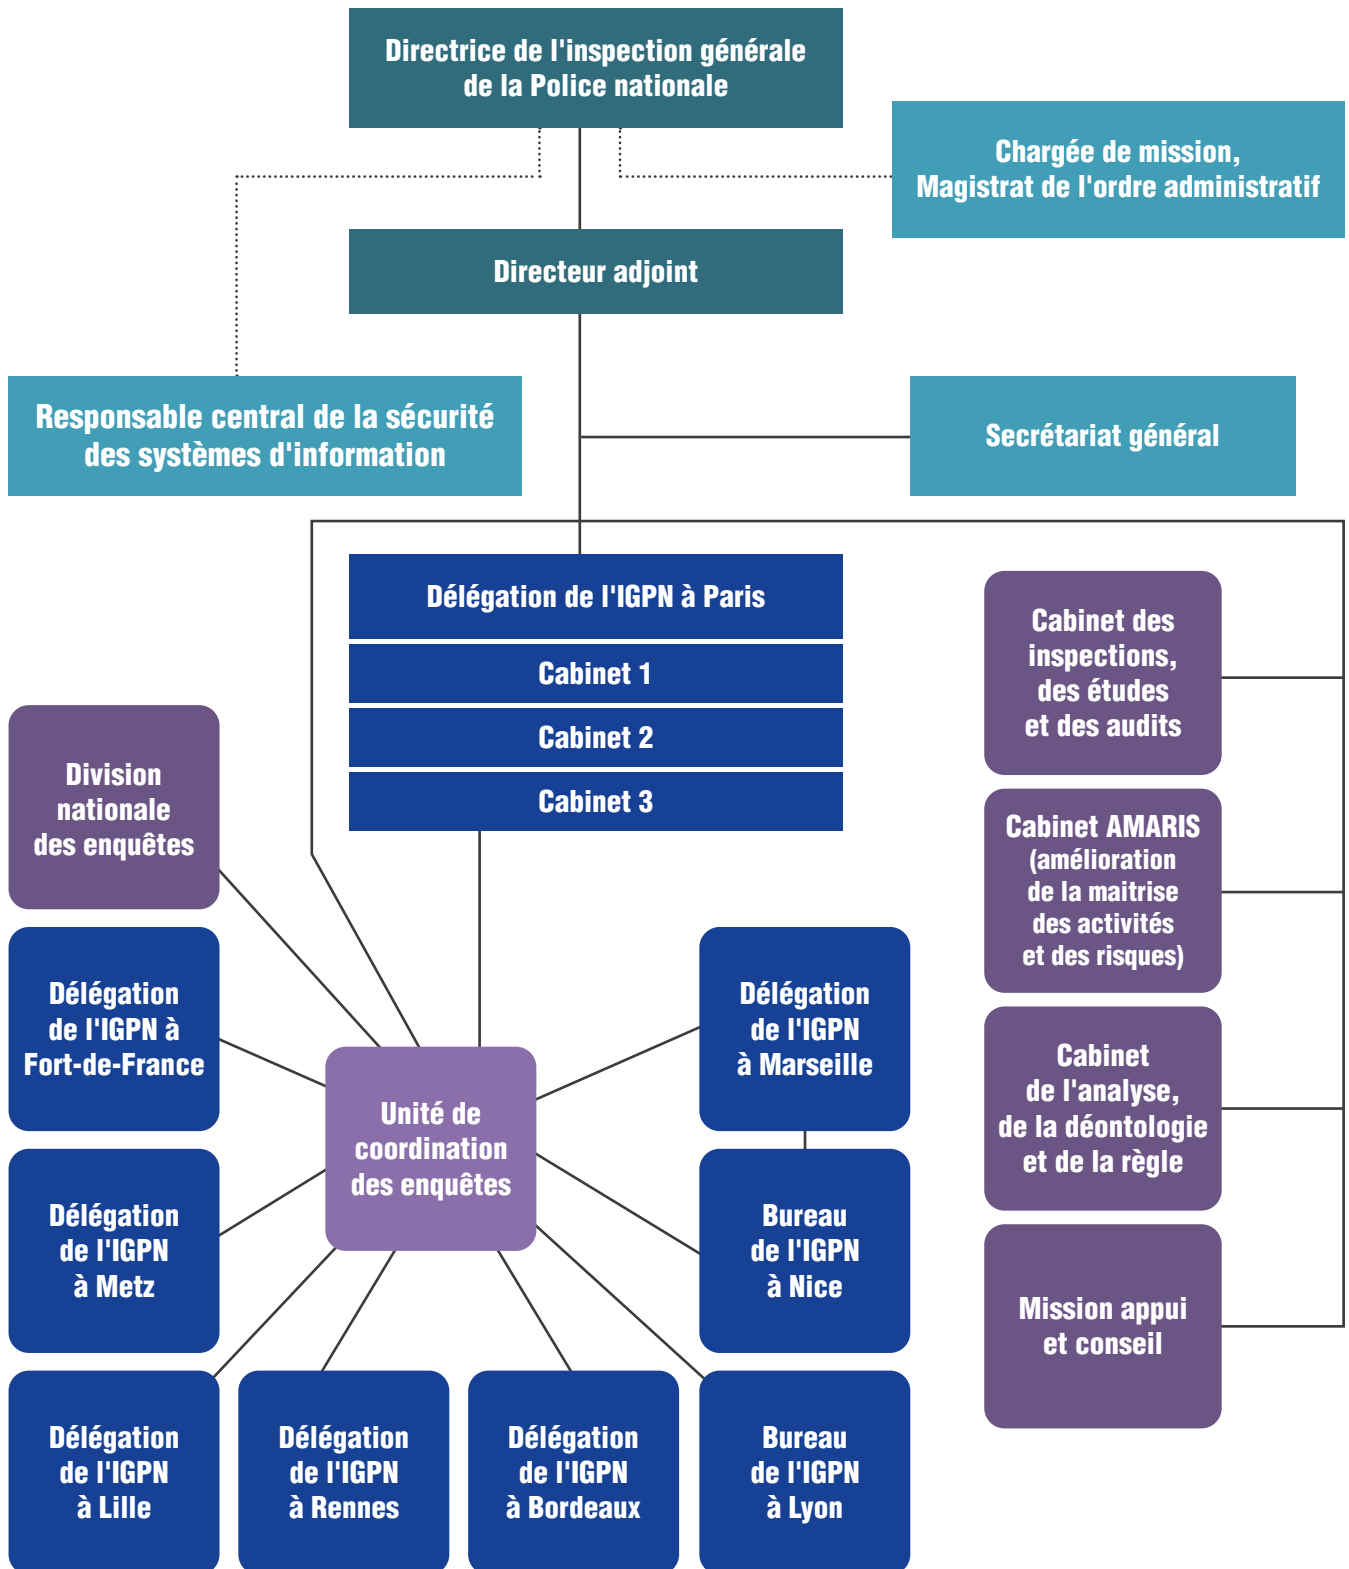 Directrice de l'inspection générale
de la Police nationale
Chargée de mission,
Magistrat de l'ordre administratif
Directeur adjoint
Responsable central de la sécurité
des systèmes d'information
Secrétariat général
Délégation de l'IGPN à Paris
Cabinet 1
Cabinet 2
Cabinet 3
Cabinet des
inspections,
des études
et des audits
Division
nationale
des enquêtes
Cabinet AMARIS
(amélioration
de la maitrise
des activités
et des risques)
Délégation
de l'IGPN à
Fort-de-France
Délégation
de l'IGPN
à Marseille
Unité de
coordination
des enquêtes
Cabinet
de l'analyse,
de la déontologie
et de la règle
Délégation
de l'IGPN
à Metz
Bureau
de l'IGPN
à Nice
Mission appui
et conseil
Délégation
de l'IGPN
à Lille
Délégation
de l'IGPN
à Rennes
Délégation
de l'IGPN
à Bordeaux
Bureau
de l'IGPN
à Lyon